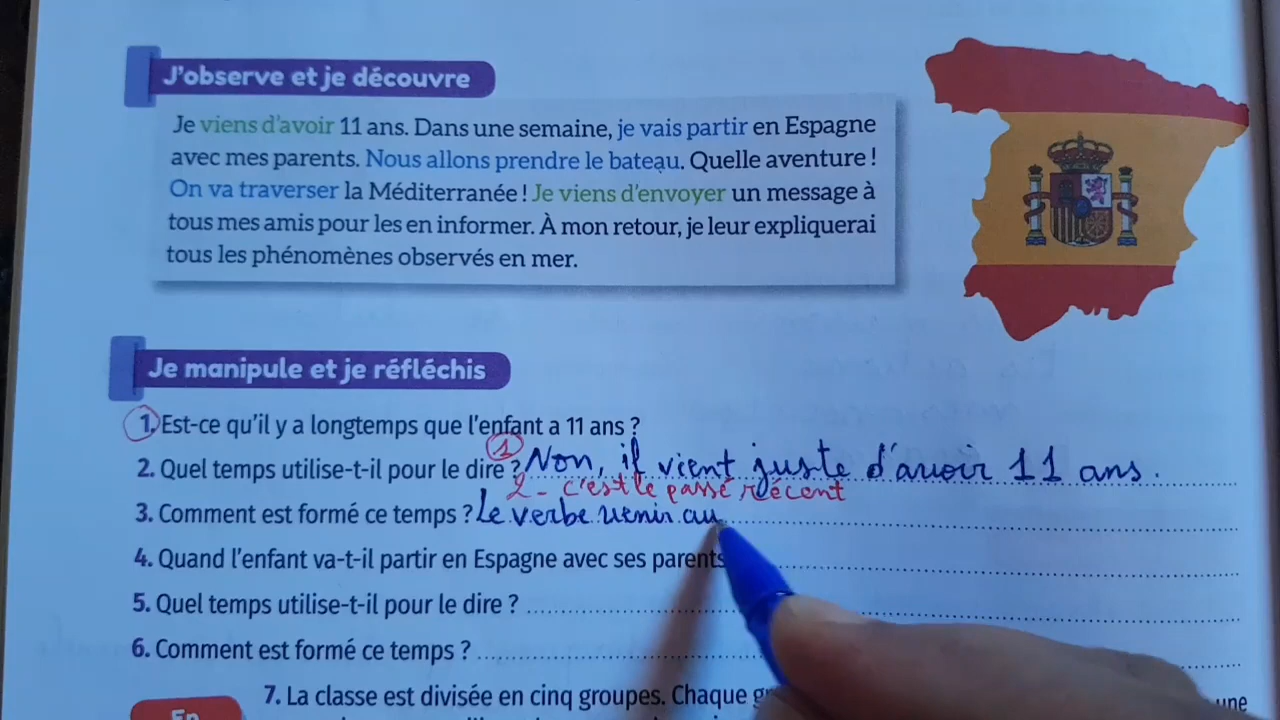 J'observe et je découvre
Je viens d'avoir 11 ans. Dans une semaine, je vais partir en Espagne
avec mes parents. Nous allons prendre le bateau. Quelle aventure !
On va traverser la Méditerranée ! Je viens d'envoyer un message à
tous mes amis pour les en informer. À mon retour, je leur expliquerai
tous les phénomènes observés en mer.
Je manipule et je réfléchis
1. Est-ce qu'il y a longtemps que l'enfant a 11 ans ?
2. Quel temps utilise-t-il pour le dire ? 1 Non, il vient juste d'avoir 11 ans.
2 - c'est le passé récent
3. Comment est formé ce temps ? Le verbe venir au
4. Quand l'enfant va-t-il partir en Espagne avec ses parents
5. Quel temps utilise-t-il pour le dire ?
6. Comment est formé ce temps ?
7. La classe est divisée en cinq groupes. Chaque une
En